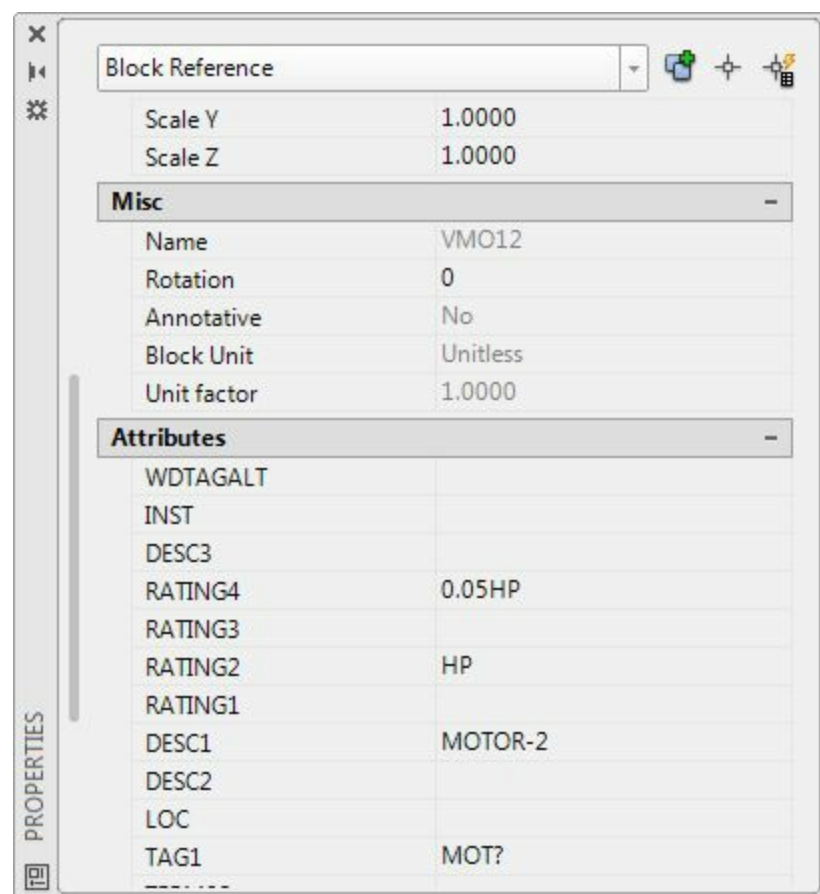 Block Reference
Scale Y 1.0000
Scale Z 1.0000
Misc
Name VMO12
Rotation 0
Annotative No
Block Unit Unitless
Unit factor 1.0000
Attributes
WDTAGALT
INST
DESC3
RATING4 0.05HP
RATING3
RATING2 HP
RATING1
DESC1 MOTOR-2
DESC2
LOC
TAG1 MOT?
PROPERTIES